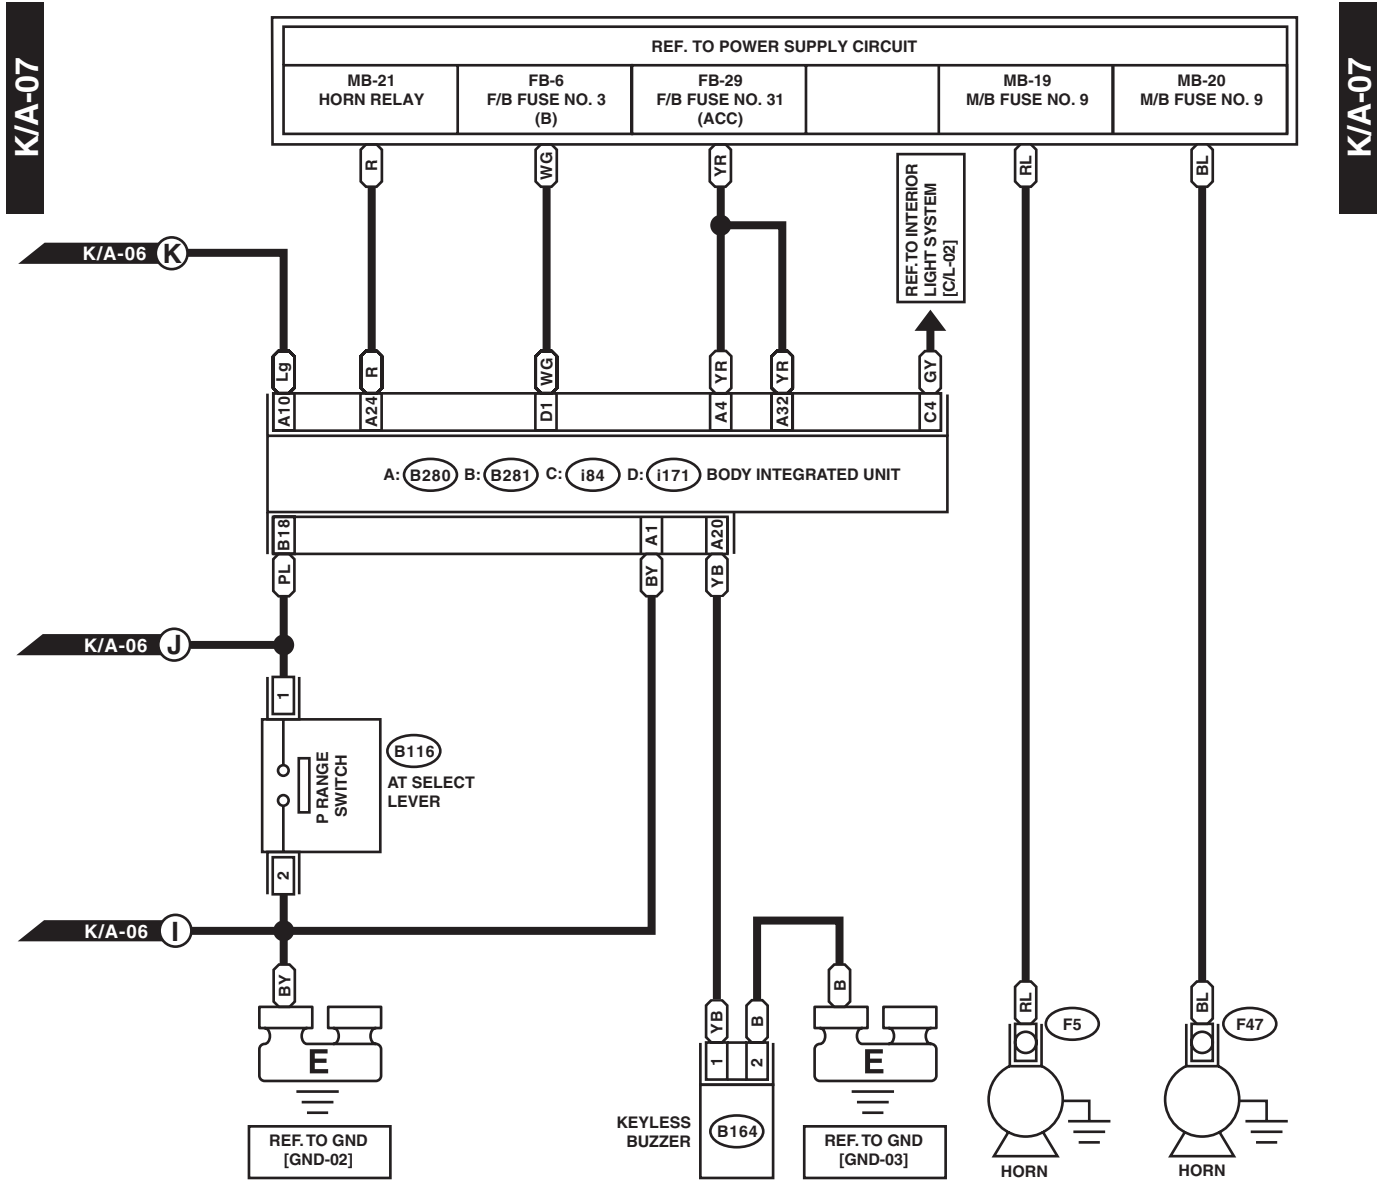 K/A-07
K/A-07
REF. TO POWER SUPPLY CIRCUIT
MB-21
HORN RELAY
FB-6
F/B FUSE NO. 3
(B)
FB-29
F/B FUSE NO. 31
(ACC)
MB-19
M/B FUSE NO. 9
MB-20
M/B FUSE NO. 9
R
WG
YR
RL
BL
REF. TO INTERIOR
LIGHT SYSTEM
[C/L-02]
K/A-06
K
Lg
R
WG
YR
YR
GY
A10
A24
D1
A4
A32
C4
A: B280 B: B281 C: i84 D: i171 BODY INTEGRATED UNIT
B18
A1
A20
PL
BY
YB
K/A-06
J
1
P RANGE
SWITCH
B116
AT SELECT
LEVER
2
K/A-06
I
BY
B
YB
B
RL
BL
F5
F47
1
2
E
E
KEYLESS
BUZZER
B164
REF. TO GND
[GND-02]
REF. TO GND
[GND-03]
HORN
HORN